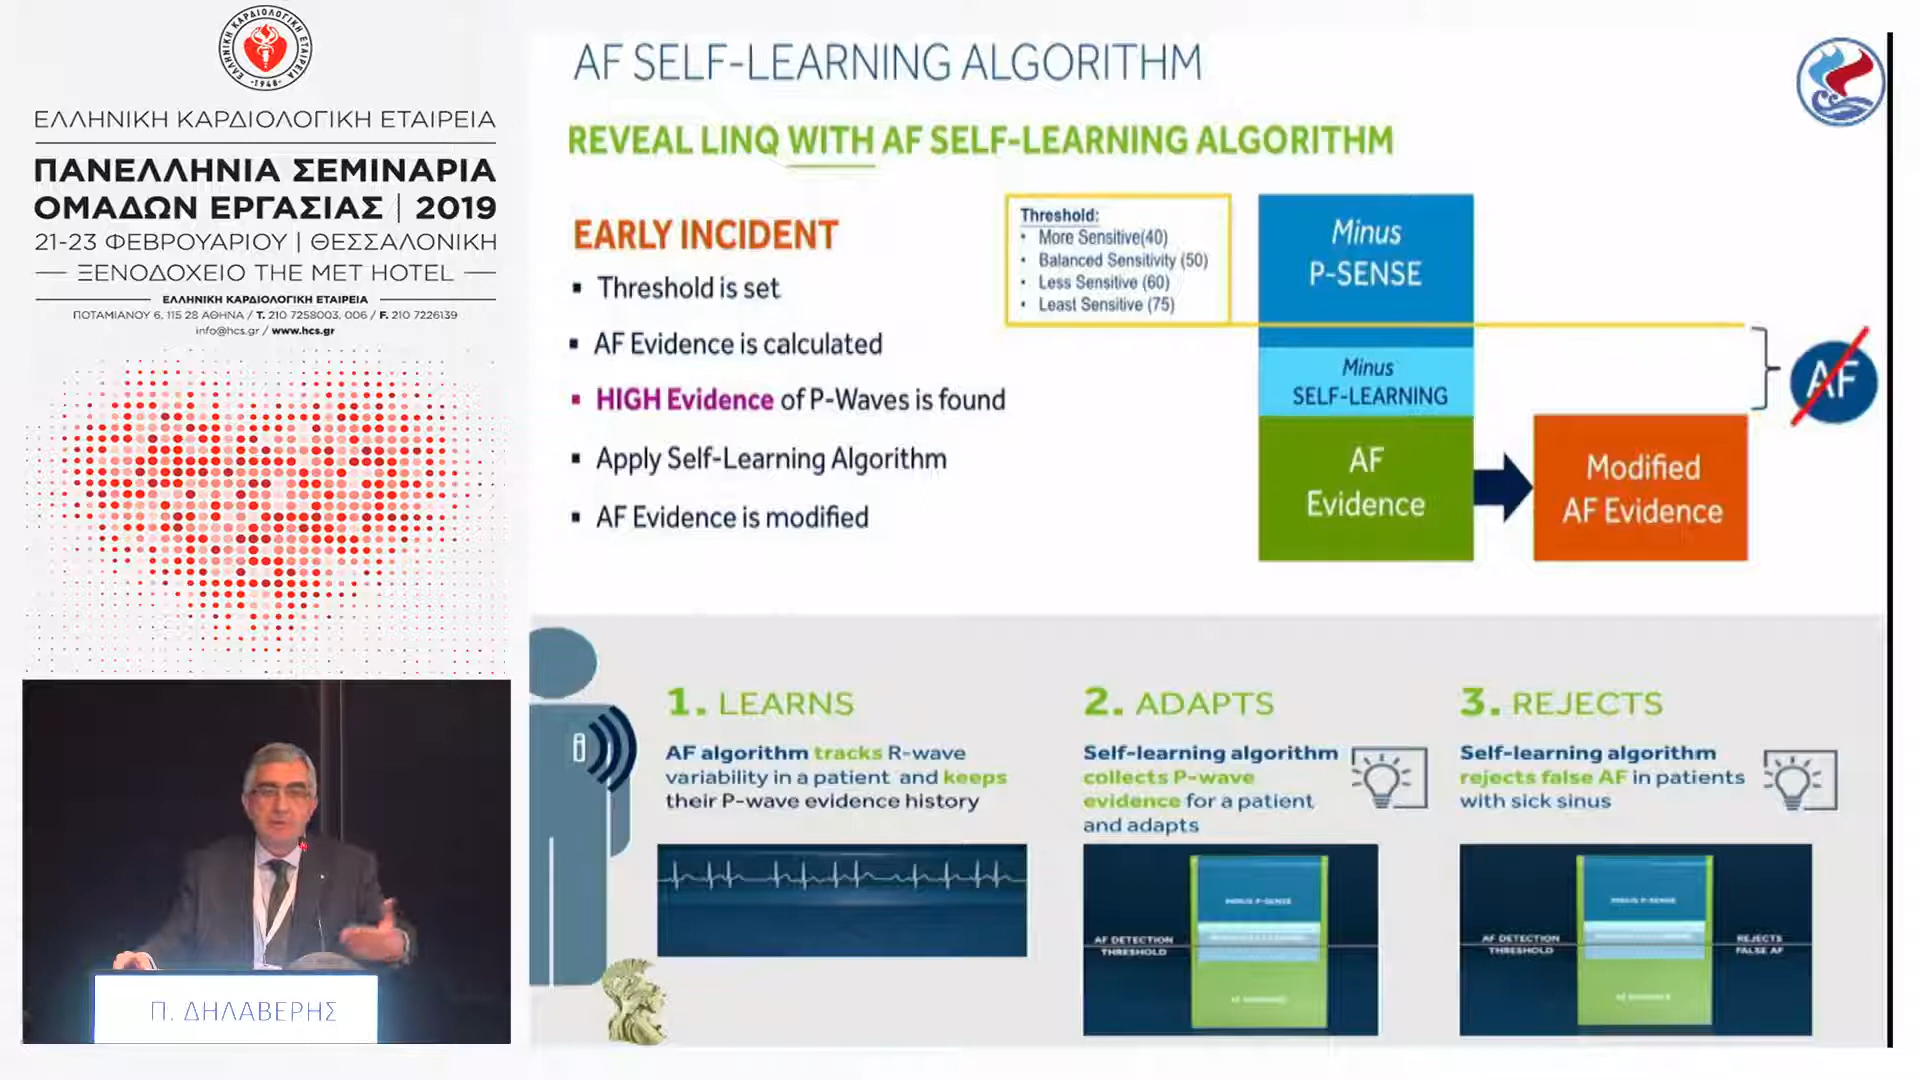 ΕΛΛΗΝΙΚΗ ΚΑΡΔΙΟΛΟΓΙΚΗ ΕΤΑΙΡΕΙΑ
·1948·
ΕΛΛΗΝΙΚΗ ΚΑΡΔΙΟΛΟΓΙΚΗ ΕΤΑΙΡΕΙΑ
ΠΑΝΕΛΛΗΝΙΑ ΣΕΜΙΝΑΡΙΑ
ΟΜΑΔΩΝ ΕΡΓΑΣΙΑΣ | 2019
21-23 ΦΕΒΡΟΥΑΡΙΟΥ | ΘΕΣΣΑΛΟΝΙΚΗ
ΞΕΝΟΔΟΧΕΙΟ THE MET HOTEL
ΕΛΛΗΝΙΚΗ ΚΑΡΔΙΟΛΟΓΙΚΗ ΕΤΑΙΡΕΙΑ
ΠΟΤΑΜΙΑΝΟΥ 6, 115 28 ΑΘΗΝΑ / T. 210 7258003, 006 / F. 210 7226139
info@hcs.gr / www.hcs.gr
Π. ΔΗΛΑΒΕΡΗΣ
AF SELF-LEARNING ALGORITHM
REVEAL LINQ WITH AF SELF-LEARNING ALGORITHM
EARLY INCIDENT
▪ Threshold is set
▪ AF Evidence is calculated
▪ HIGH Evidence of P-Waves is found
▪ Apply Self-Learning Algorithm
▪ AF Evidence is modified
Threshold:
• More Sensitive(40)
• Balanced Sensitivity (50)
• Less Sensitive (60)
• Least Sensitive (75)
Minus
P-SENSE
Minus
SELF-LEARNING
AF
Evidence
Modified
AF Evidence
AF
1. LEARNS
AF algorithm tracks R-wave
variability in a patient and keeps
their P-wave evidence history
2. ADAPTS
Self-learning algorithm
collects P-wave
evidence for a patient
and adapts
MINUS P-SENSE
AF DETECTION
THRESHOLD
3. REJECTS
Self-learning algorithm
rejects false AF in patients
with sick sinus
MINUS P-SENSE
AF DETECTION
THRESHOLD
REJECTS
FALSE AF